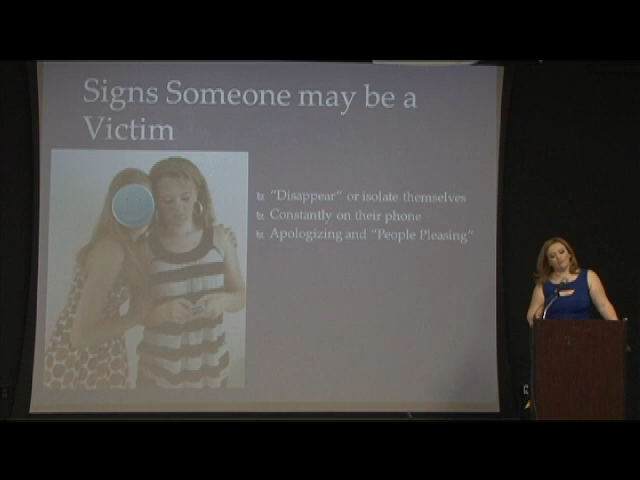 Signs Someone may be a
Victim
“Disappear” or isolate themselves
Constantly on their phone
Apologizing and “People Pleasing”